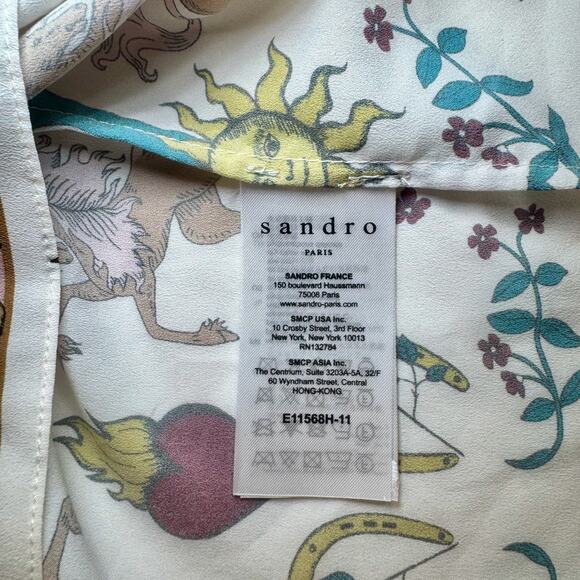 sandro
PARIS
SANDRO FRANCE
150 boulevard Haussmann
75008 Paris
www.sandro-paris.com
SMCP USA Inc.
10 Crosby Street, 3rd Floor
New York, New York 10013
RN132784
SMCP ASIA Inc.
The Centrium, Suite 3203A-5A, 32/F
60 Wyndham Street, Central
HONG-KONG
E11568H-11